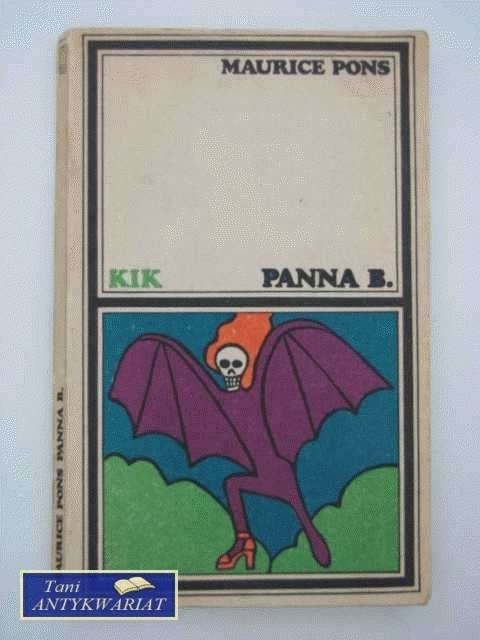 MAURICE PONS
KIK
PANNA B.
MAURICE PONS PANNA B.
Tani
ANTYKWARIAT